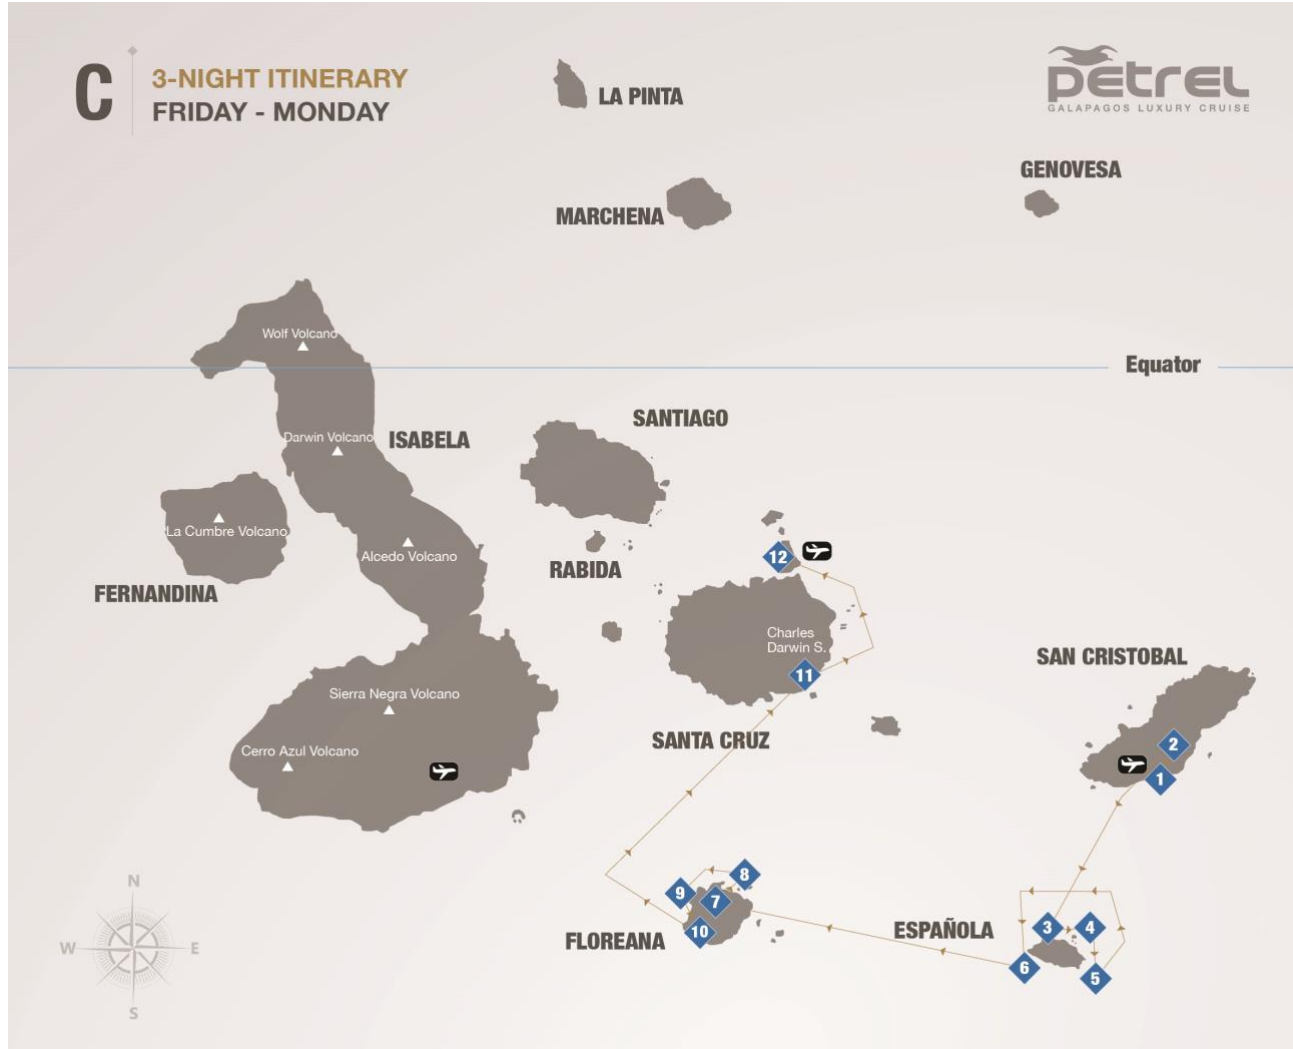 C
3-NIGHT ITINERARY
FRIDAY - MONDAY
petrel
GALAPAGOS LUXURY CRUISE
LA PINTA
GENOVESA
MARCHENA
Wolf Volcano
Equator
SANTIAGO
Darwin Volcano
ISABELA
La Cumbre Volcano
Alcedo Volcano
12
RABIDA
FERNANDINA
Charles
Darwin S.
SAN CRISTOBAL
11
Sierra Negra Volcano
SANTA CRUZ
2
Cerro Azul Volcano
1
8
N
9
7
3
4
10
ESPAÑOLA
FLOREANA
W
E
6
5
S